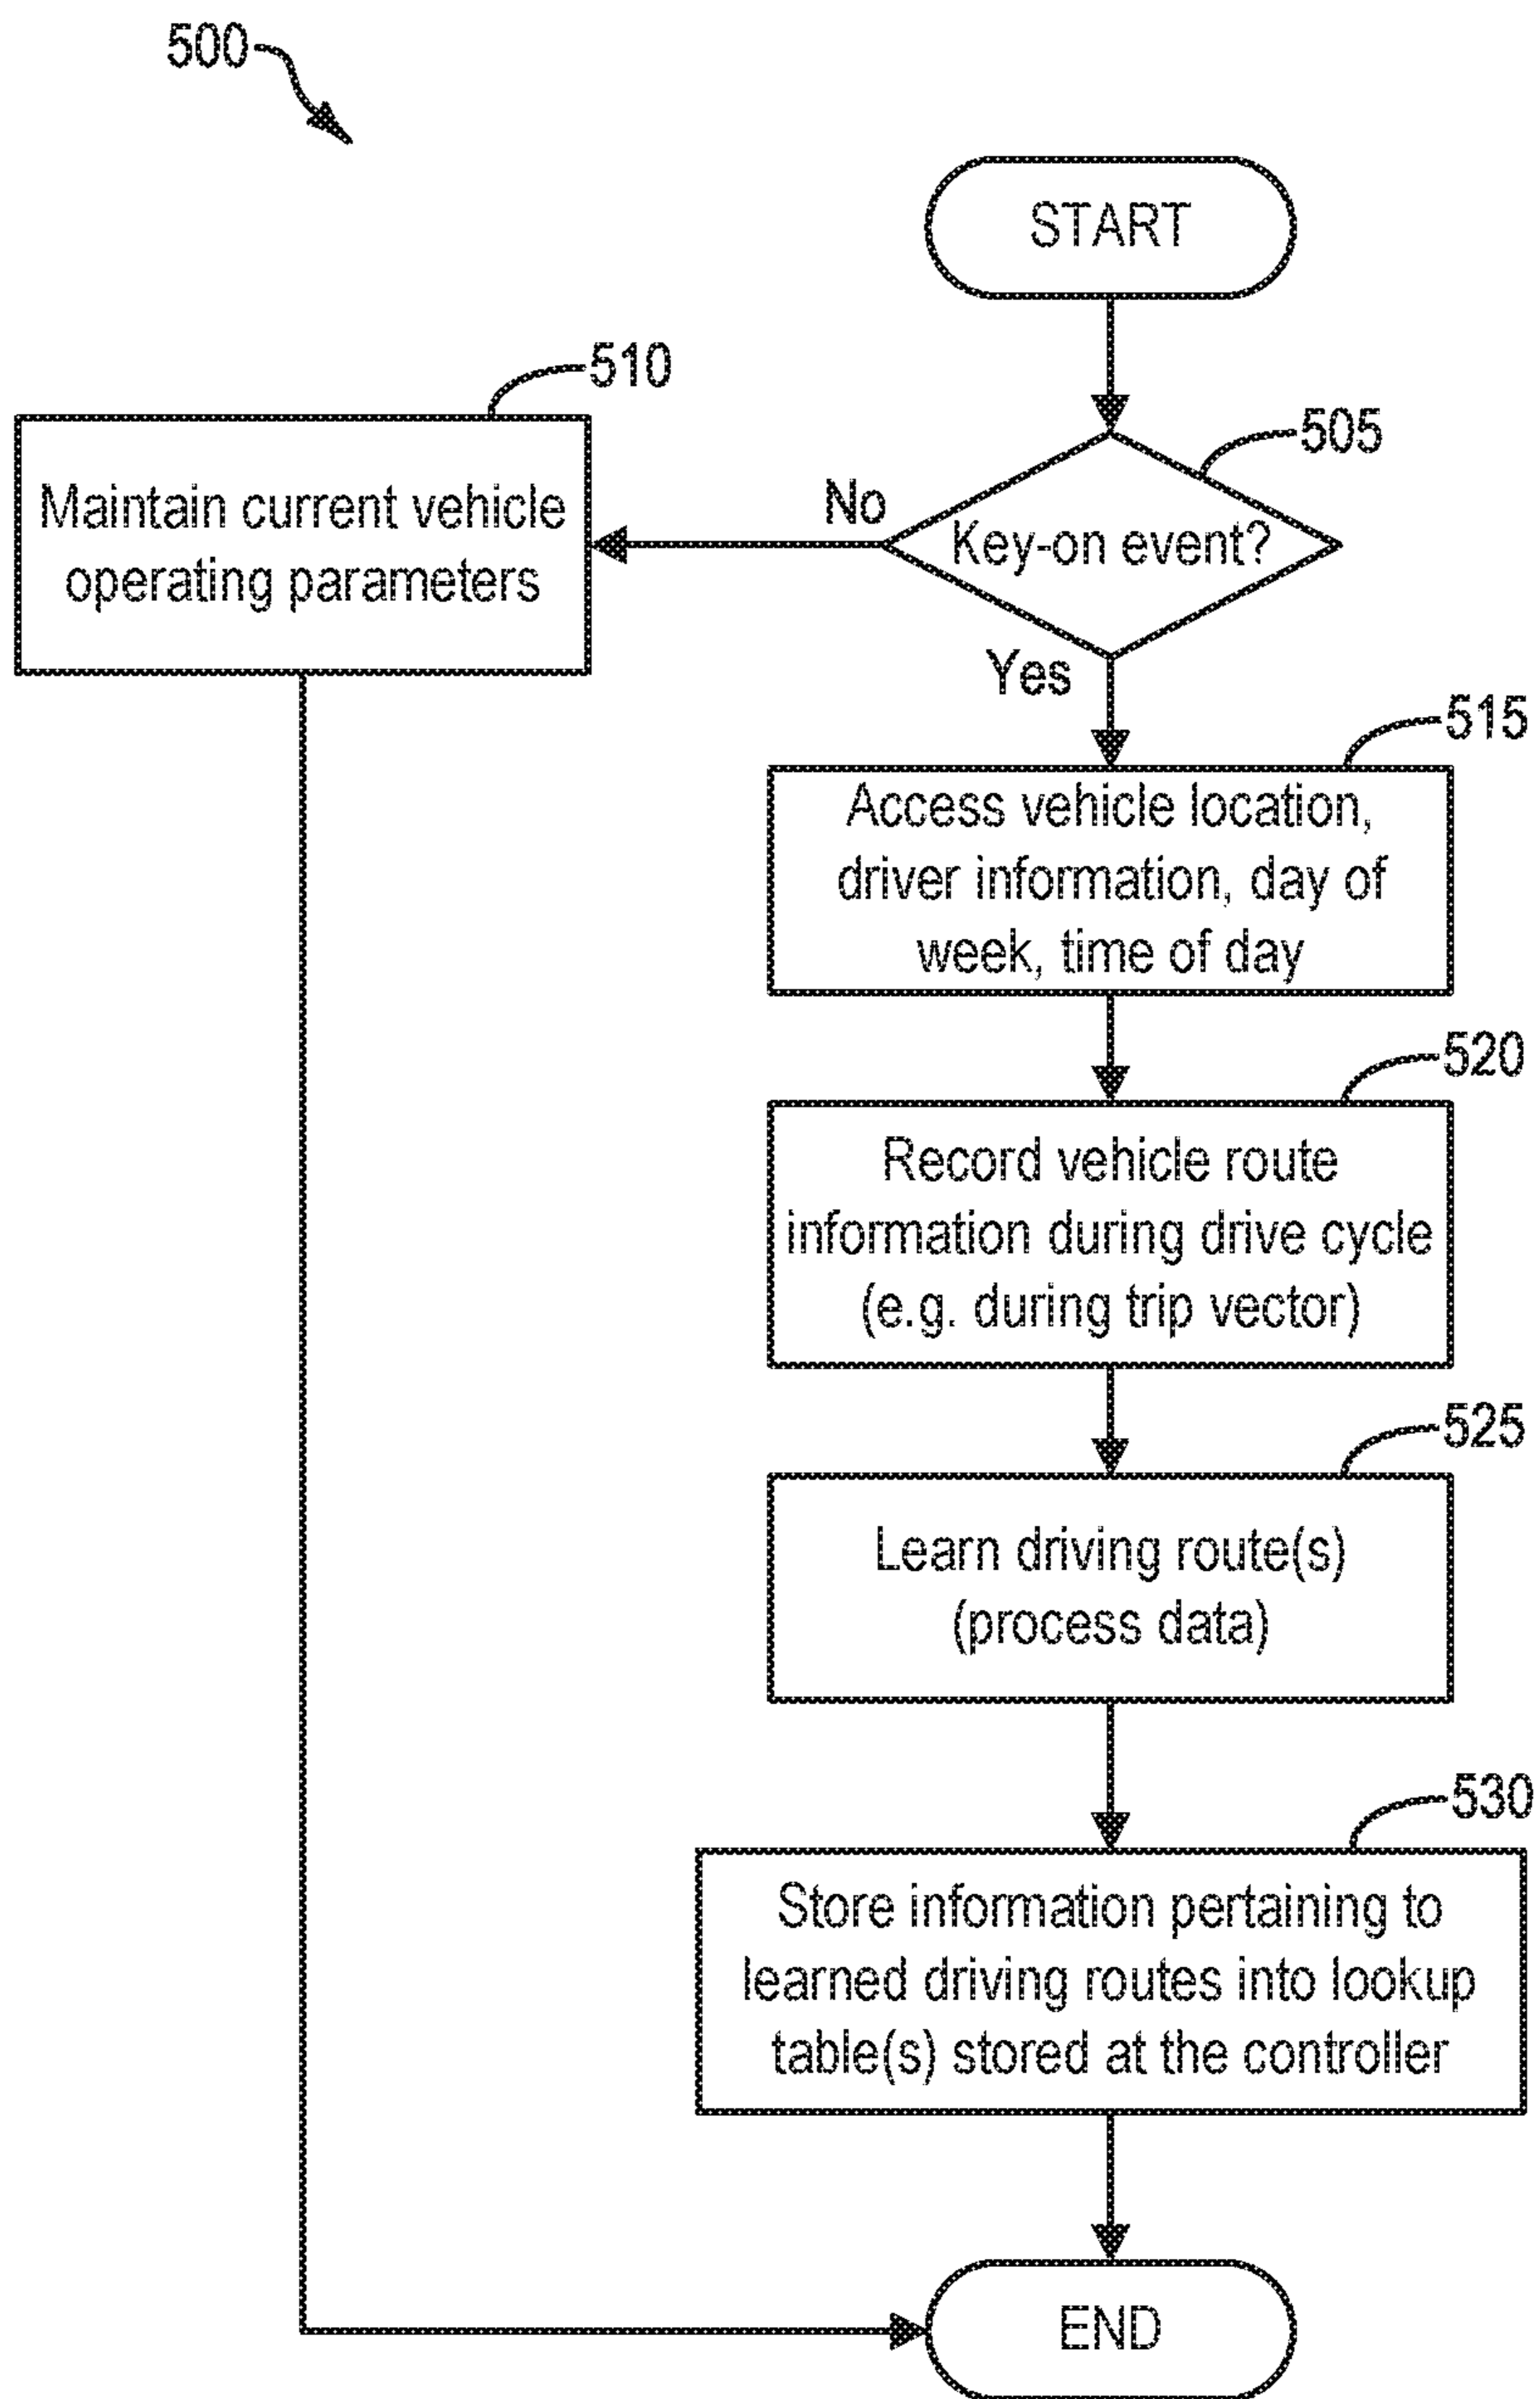 500
START
510
505
Maintain current vehicle
operating parameters
No
Key-on event?
Yes
515
Access vehicle location,
driver information, day of
week, time of day
520
Record vehicle route
information during drive cycle
(e.g. during trip vector)
525
Learn driving route(s)
(process data)
530
Store information pertaining to
learned driving routes into lookup
table(s) stored at the controller
END